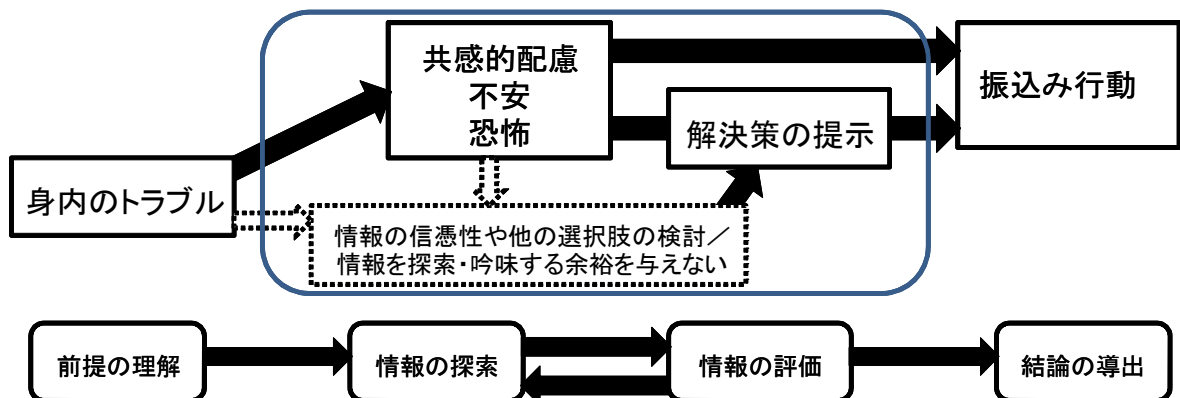 共感的配慮
不安
恐怖
振込み行動
解決策の提示
身内のトラブル
情報の信憑性や他の選択肢の検討／
情報を探索・吟味する余裕を与えない
前提の理解
情報の探索
情報の評価
結論の導出